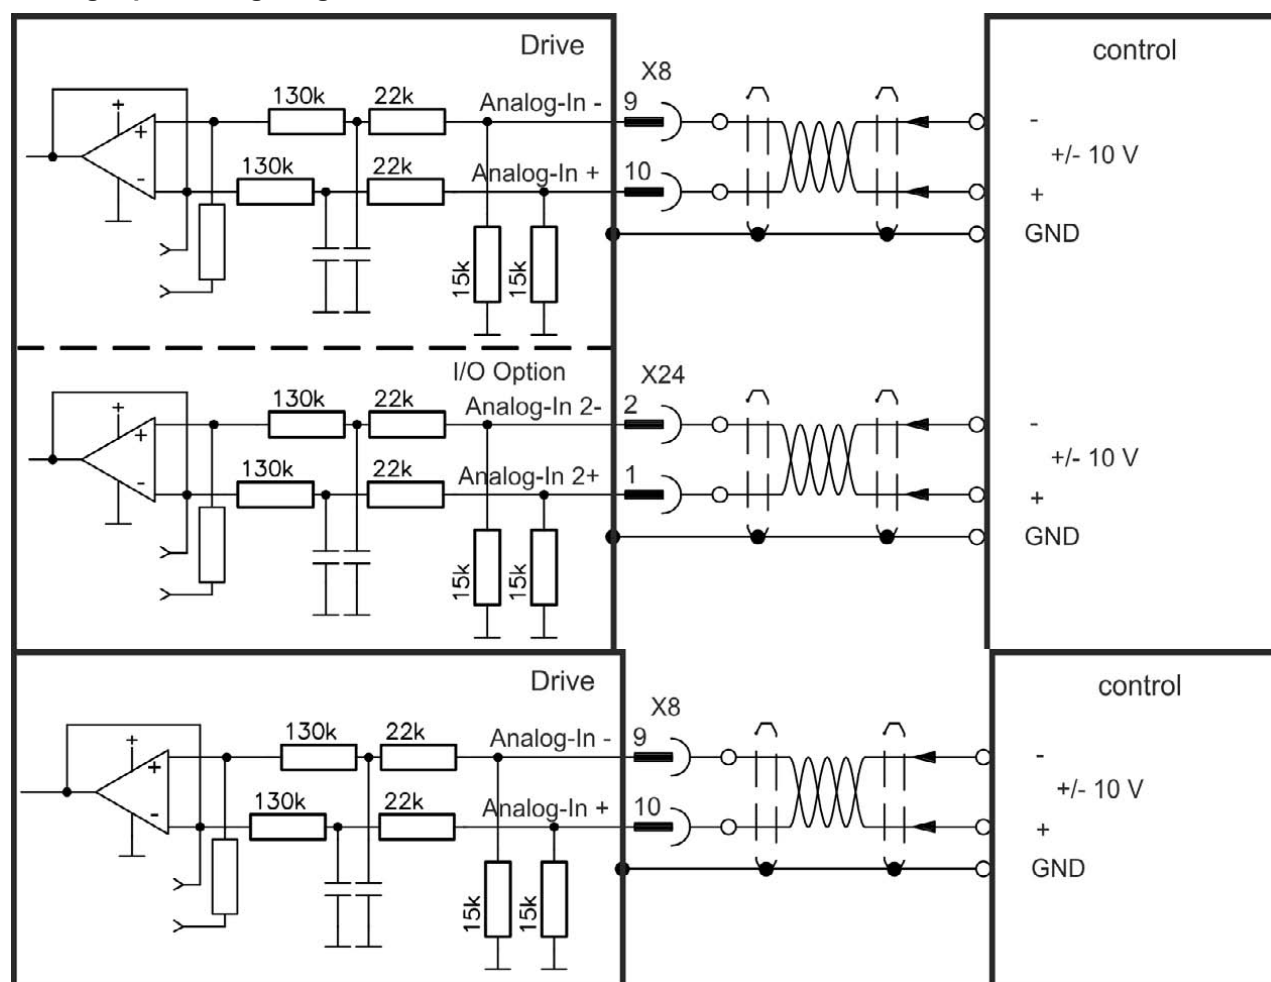 Drive
X8
control
130k
22k
Analog-In -
9
-
+/- 10 V
130k
22k
Analog-In +
10
+
GND
15k
15k
I/O Option
X24
130k
22k
Analog-In 2-
2
-
+/- 10 V
130k
22k
Analog-In 2+
1
+
GND
15k
15k
Drive
X8
control
130k
22k
Analog-In -
9
-
+/- 10 V
130k
22k
Analog-In +
10
+
GND
15k
15k